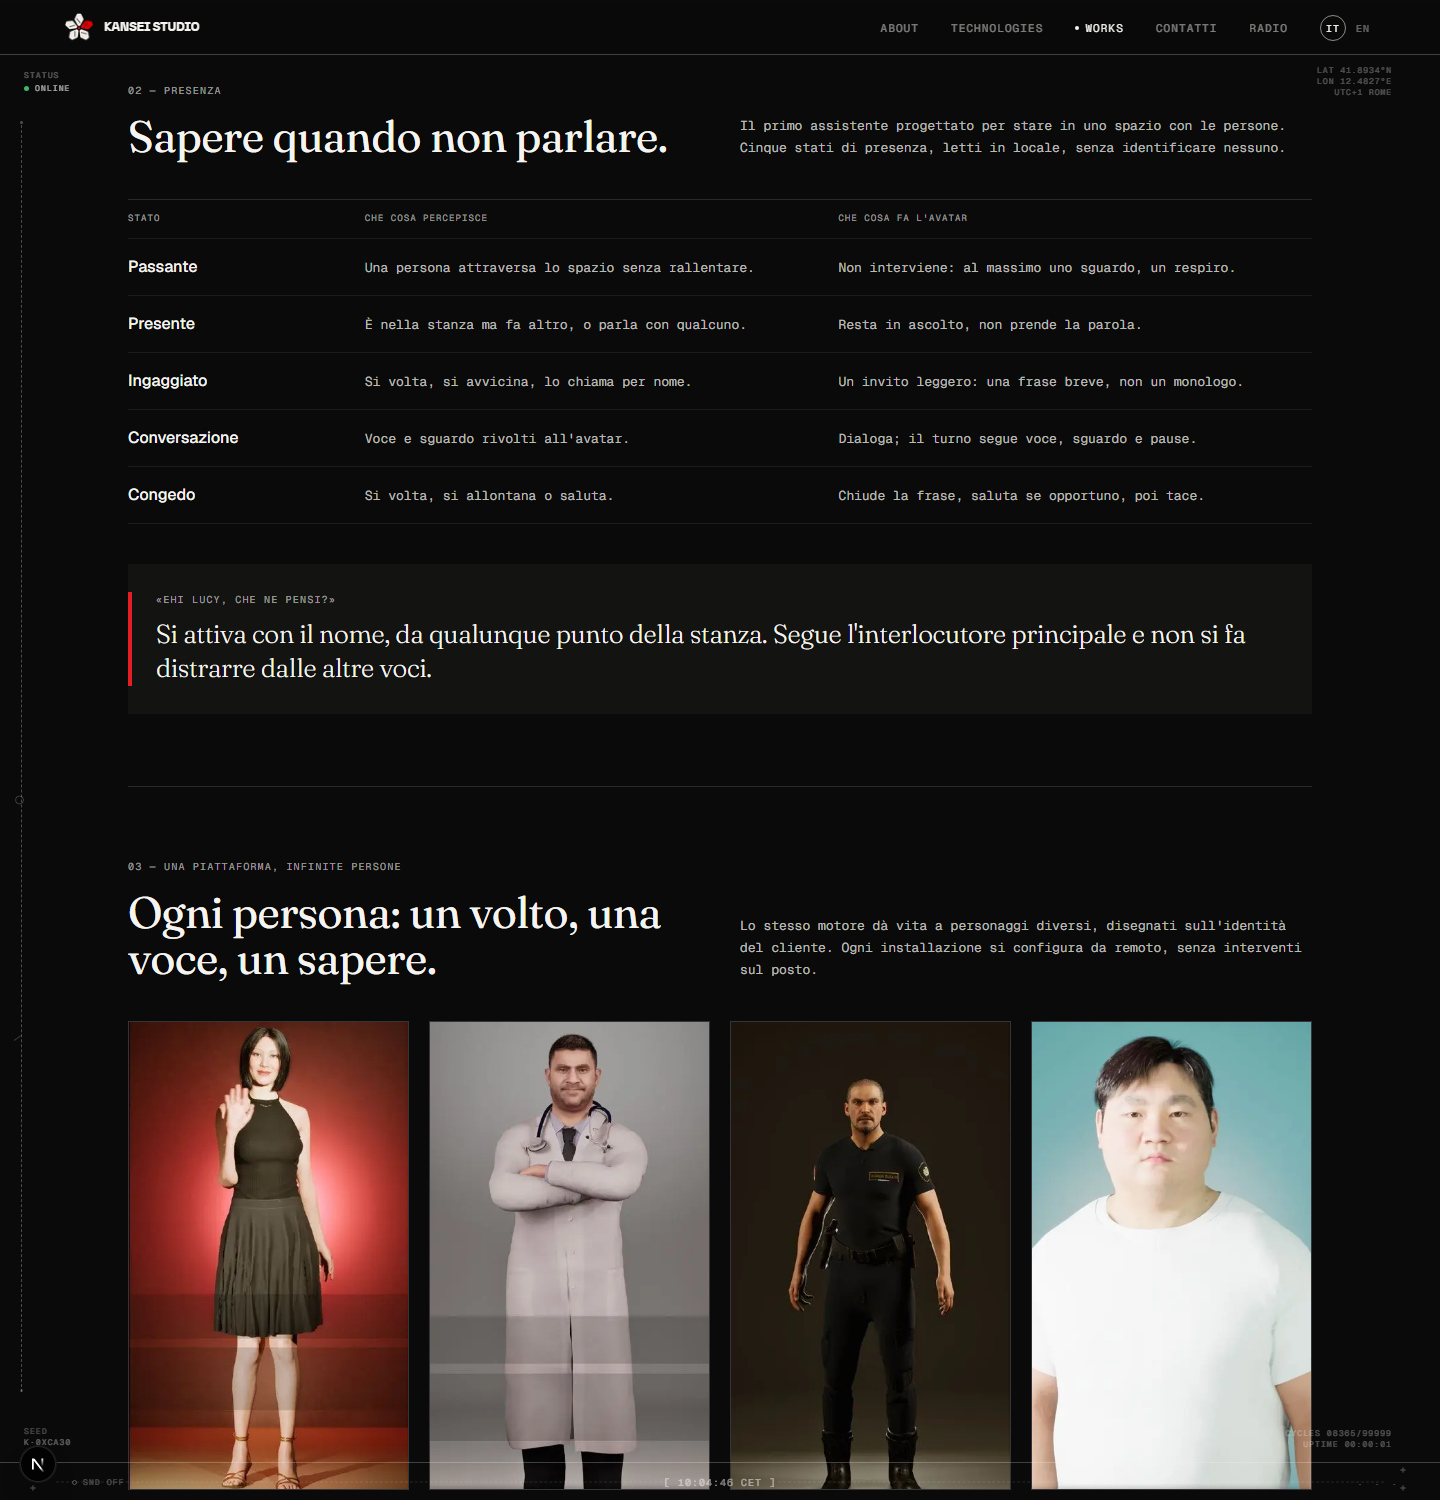 KANSEI STUDIO
ABOUT
TECHNOLOGIES
WORKS
CONTATTI
RADIO
IT
EN
STATUS
ONLINE
LAT 41.8934°N
LON 12.4827°E
UTC+1 ROME
02 — PRESENZA
Sapere quando non parlare.
Il primo assistente progettato per stare in uno spazio con le persone.
Cinque stati di presenza, letti in locale, senza identificare nessuno.
STATO
CHE COSA PERCEPISCE
CHE COSA FA L'AVATAR
Passante
Una persona attraversa lo spazio senza rallentare.
Non interviene: al massimo uno sguardo, un respiro.
Presente
È nella stanza ma fa altro, o parla con qualcuno.
Resta in ascolto, non prende la parola.
Ingaggiato
Si volta, si avvicina, lo chiama per nome.
Un invito leggero: una frase breve, non un monologo.
Conversazione
Voce e sguardo rivolti all'avatar.
Dialoga; il turno segue voce, sguardo e pause.
Congedo
Si volta, si allontana o saluta.
Chiude la frase, saluta se opportuno, poi tace.
«EHI LUCY, CHE NE PENSI?»
Si attiva con il nome, da qualunque punto della stanza. Segue l'interlocutore principale e non si fa
distrarre dalle altre voci.
03 — UNA PIATTAFORMA, INFINITE PERSONE
Ogni persona: un volto, una
voce, un sapere.
Lo stesso motore dà vita a personaggi diversi, disegnati sull'identità
del cliente. Ogni installazione si configura da remoto, senza interventi
sul posto.
SEED
K-0XCA30
CYCLES 08365/99999
UPTIME 00:00:01
N
SND OFF
[ 10:04:46 CET ]